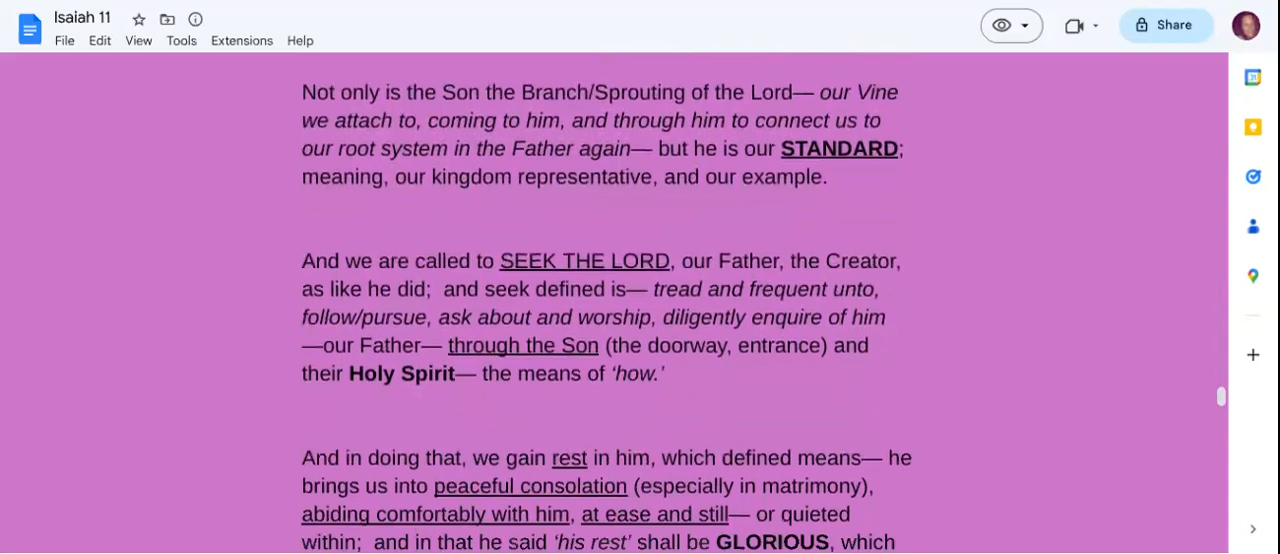 Isaiah 11
File Edit View Tools Extensions Help
Share
Not only is the Son the Branch/Sprouting of the Lord— our Vine
we attach to, coming to him, and through him to connect us to
our root system in the Father again— but he is our STANDARD;
meaning, our kingdom representative, and our example.
And we are called to SEEK THE LORD, our Father, the Creator,
as like he did;  and seek defined is— tread and frequent unto,
follow/pursue, ask about and worship, diligently enquire of him
—our Father— through the Son (the doorway, entrance) and
their Holy Spirit— the means of ‘how.’
And in doing that, we gain rest in him, which defined means— he
brings us into peaceful consolation (especially in matrimony),
abiding comfortably with him, at ease and still— or quieted
within;  and in that he said ‘his rest’ shall be GLORIOUS, which